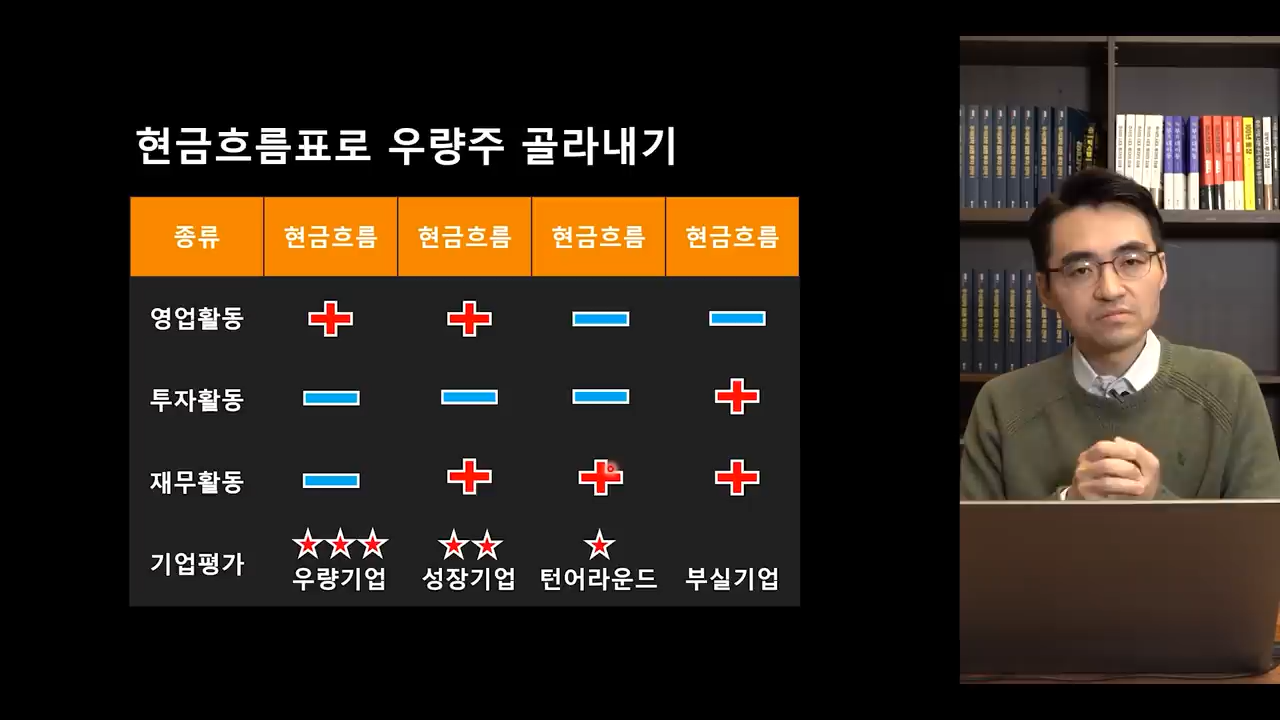 현금흐름표로 우량주 골라내기
종류 현금흐름 현금흐름 현금흐름 현금흐름
영업활동
투자활동
재무활동
기업평가 우량기업 성장기업 턴어라운드 부실기업